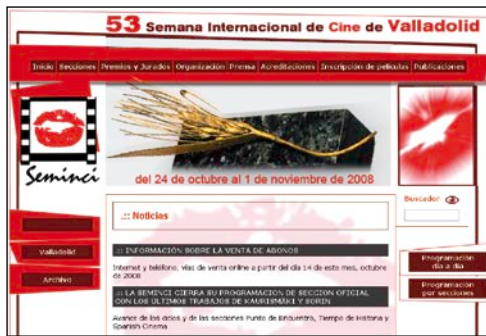 53 Semana Internacional de Cine de Valladolid
Inicio Secciones Premios y Jurados Organización Prensa Acreditaciones Inscripción de películas Publicaciones
Seminci
del 24 de octubre al 1 de noviembre de 2008
Buscador
.:: Noticias
Valladolid
Archivo
::: INFORMACIÓN SOBRE LA VENTA DE ABONOS
Internet y teléfono, vías de venta online a partir del día 14 de este mes, octubre
de 2008
::: LA SEMINCI CIERRA SU PROGRAMACION DE SECCION OFICIAL
CON LOS ULTIMOS TRABAJOS DE KAURISMÄKI Y SORIN
Avance de los ciclos y de las secciones Punto de Encuentro, Tiempo de Historia y
Spanish Cinema
Programación
día a día
Programación
por secciones